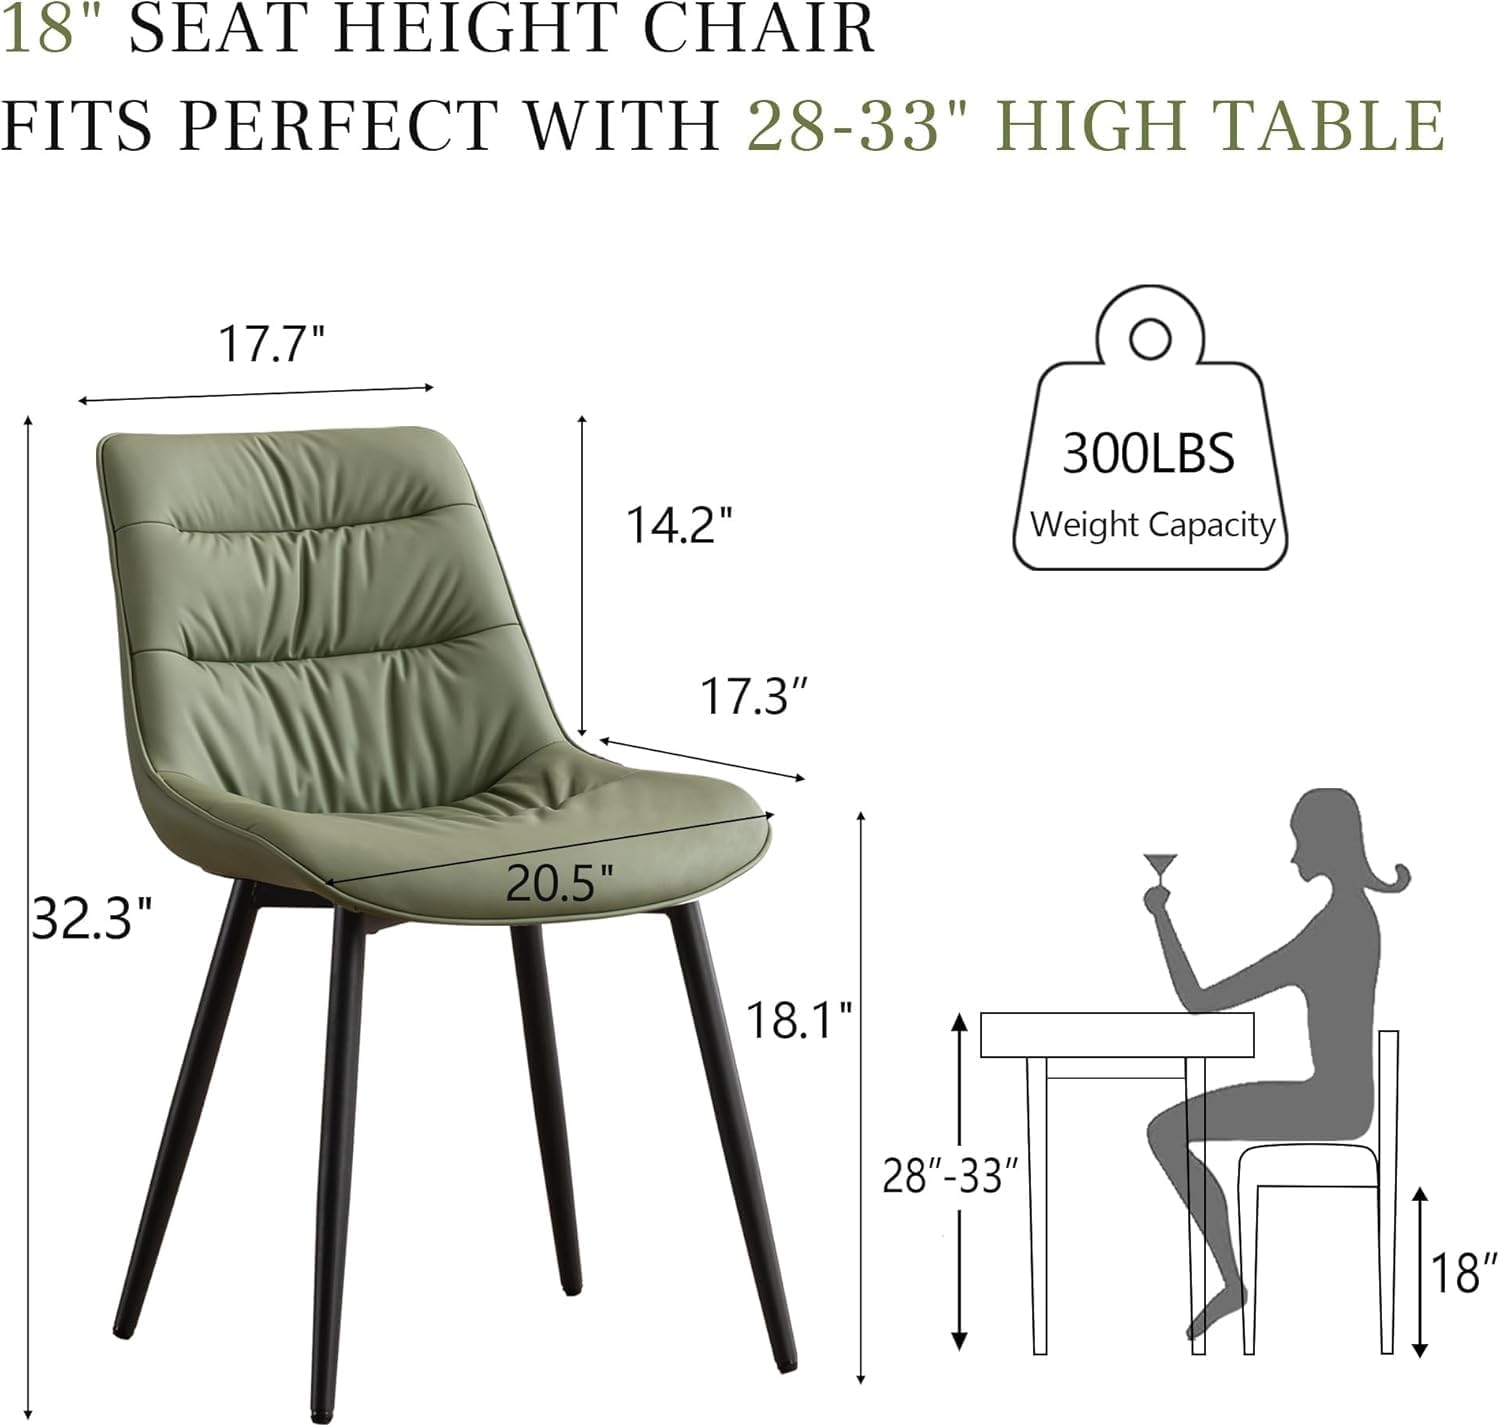 18" SEAT HEIGHT CHAIR
FITS PERFECT WITH 28-33" HIGH TABLE
17.7"
14.2"
300LBS
Weight Capacity
17.3”
20.5"
32.3"
18.1"
28”-33”
18”